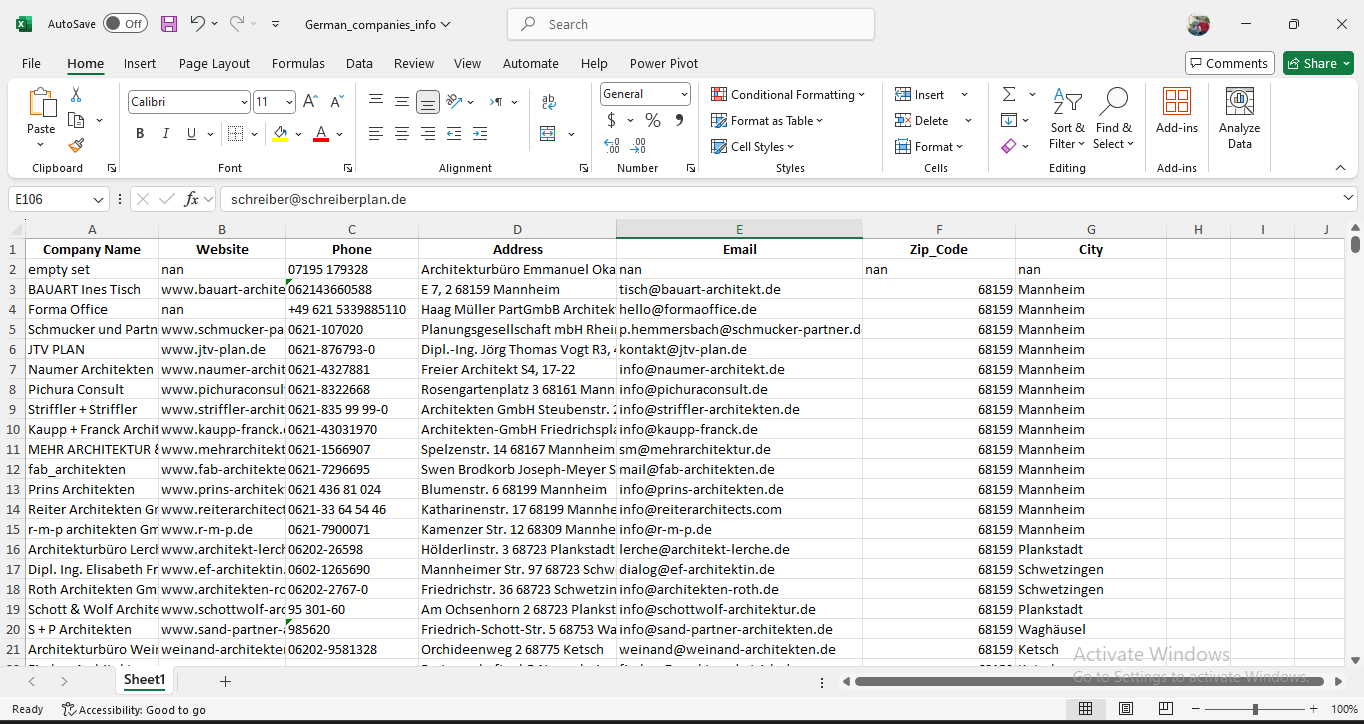 AutoSave Off German_companies_info Search
File Home Insert Page Layout Formulas Data Review View Automate Help Power Pivot Comments Share
Paste Calibri 11 General Conditional Formatting Format as Table Cell Styles Insert Delete Format Sort & Filter Find & Select Add-ins Analyze Data
Clipboard Font Alignment Number Styles Cells Editing Add-ins
E106 fx schreiber@schreiberplan.de
A B C D E F G H I J
1 Company Name Website Phone Address Email Zip_Code City
2 empty set nan 07195 179328 Architekturbüro Emmanuel Oka nan nan nan
3 BAUART Ines Tisch www.bauart-archite 062143660588 E 7, 2 68159 Mannheim tisch@bauart-architekt.de 68159 Mannheim
4 Forma Office nan +49 621 5339885110 Haag Müller PartGmbB Architek hello@formaoffice.de 68159 Mannheim
5 Schmucker und Partn www.schmucker-pa 0621-107020 Planungsgesellschaft mbH Rhei p.hemmersbach@schmucker-partner.d 68159 Mannheim
6 JTV PLAN www.jtv-plan.de 0621-876793-0 Dipl.-Ing. Jörg Thomas Vogt R3, kontakt@jtv-plan.de 68159 Mannheim
7 Naumer Architekten www.naumer-archit 0621-4327881 Freier Architekt S4, 17-22 info@naumer-architekt.de 68159 Mannheim
8 Pichura Consult www.pichuraconsul 0621-8322668 Rosengartenplatz 3 68161 Mann info@pichuraconsult.de 68159 Mannheim
9 Striffler + Striffler www.striffler-archit 0621-835 99 99-0 Architekten GmbH Steubenstr. 2 info@striffler-architekten.de 68159 Mannheim
10 Kaupp + Franck Archit www.kaupp-franck. 0621-43031970 Architekten-GmbH Friedrichspl info@kaupp-franck.de 68159 Mannheim
11 MEHR ARCHITEKTUR & www.mehrarchitekt 0621-1566907 Spelzenstr. 14 68167 Mannheim sm@mehrarchitektur.de 68159 Mannheim
12 fab_architekten www.fab-architekte 0621-7296695 Swen Brodkorb Joseph-Meyer S mail@fab-architekten.de 68159 Mannheim
13 Prins Architekten www.prins-architek 0621 436 81 024 Blumenstr. 6 68199 Mannheim info@prins-architekten.de 68159 Mannheim
14 Reiter Architekten Gr www.reiterarchitect 0621-33 64 54 46 Katharinenstr. 17 68199 Mannhe info@reiterarchitects.com 68159 Mannheim
15 r-m-p architekten Gm www.r-m-p.de 0621-7900071 Kamenzer Str. 12 68309 Mannhe info@r-m-p.de 68159 Mannheim
16 Architekturbüro Lerch www.architekt-lerch 06202-26598 Hölderlinstr. 3 68723 Plankstadt lerche@architekt-lerche.de 68159 Plankstadt
17 Dipl. Ing. Elisabeth Fr www.ef-architektin. 0602-1265690 Mannheimer Str. 97 68723 Schw dialog@ef-architektin.de 68159 Schwetzingen
18 Roth Architekten Gm www.architekten-ro 06202-2767-0 Friedrichstr. 36 68723 Schwetzin info@architekten-roth.de 68159 Schwetzingen
19 Schott & Wolf Archite www.schottwolf-arc 95 301-60 Am Ochsenhorn 2 68723 Plankst info@schottwolf-architektur.de 68159 Plankstadt
20 S + P Architekten www.sand-partner- 985620 Friedrich-Schott-Str. 5 68753 Wa info@sand-partner-architekten.de 68159 Waghäusel
21 Architekturbüro Wein weinand-architekte 06202-9581328 Orchideenweg 2 68775 Ketsch weinand@weinand-architekten.de 68159 Ketsch
Activate Windows
Go to Settings to activate Windows.
Sheet1
Ready Accessibility: Good to go 100%